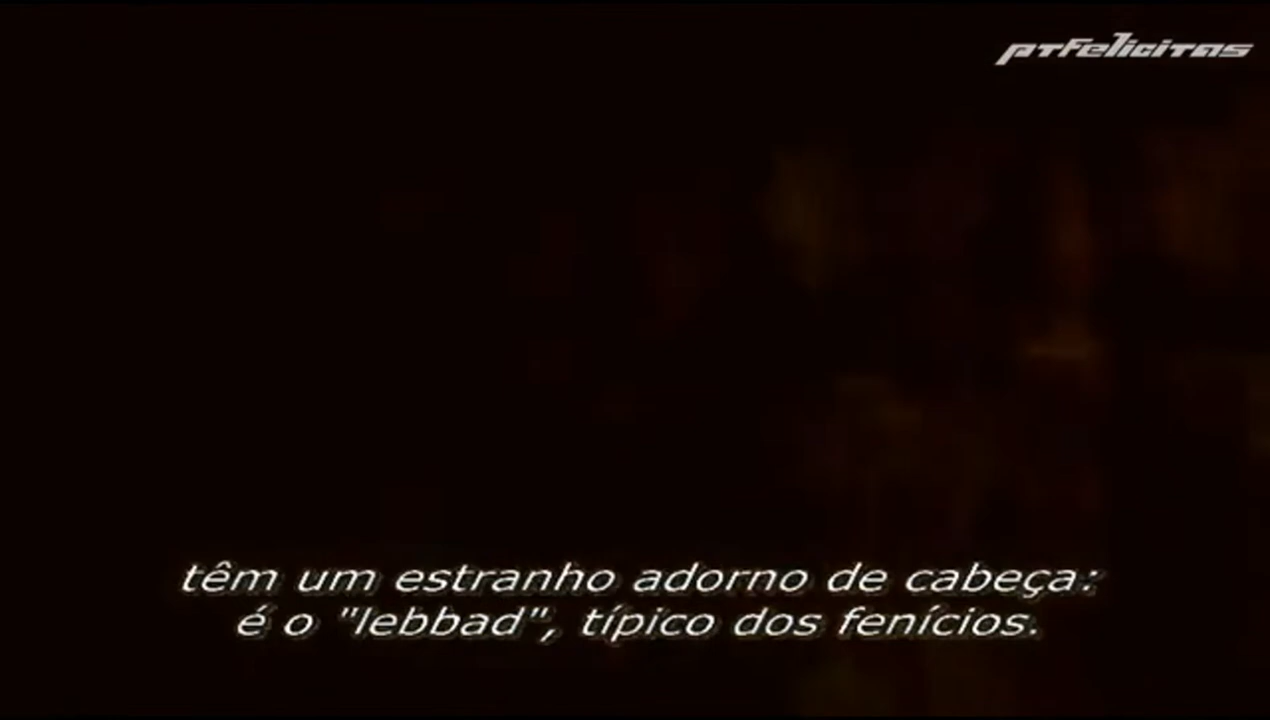 ptfelicitas
têm um estranho adorno de cabeça:
é o "lebbad", típico dos fenícios.